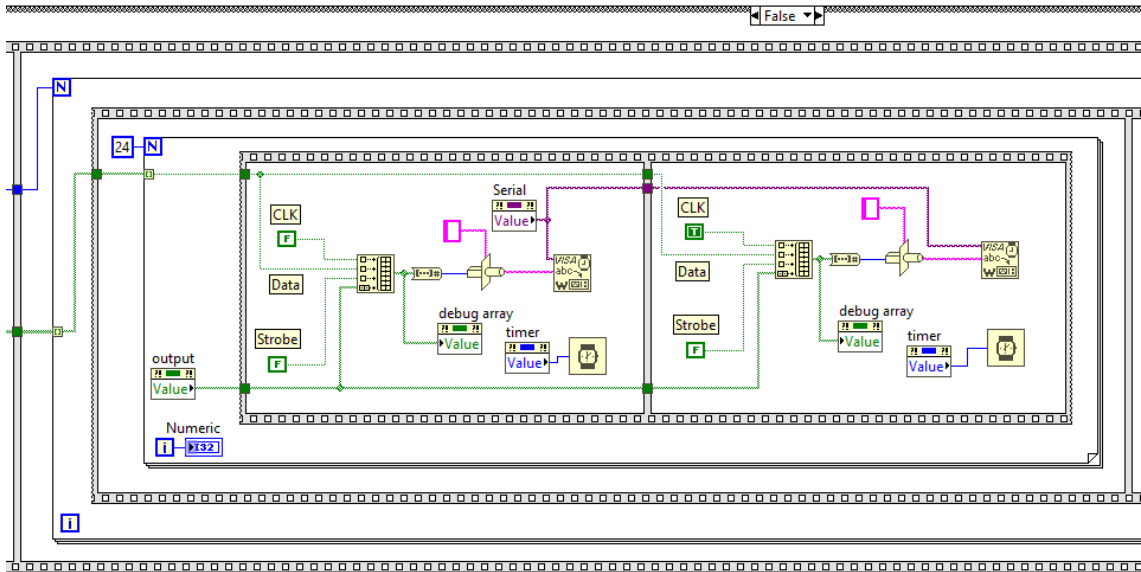 False
N
24 N
Serial
Value
CLK
F
Data
Strobe
F
VISA
abc
W
debug array
Value
timer
Value
output
Value
Numeric
i I32
CLK
T
Data
Strobe
F
VISA
abc
W
debug array
Value
timer
Value
i